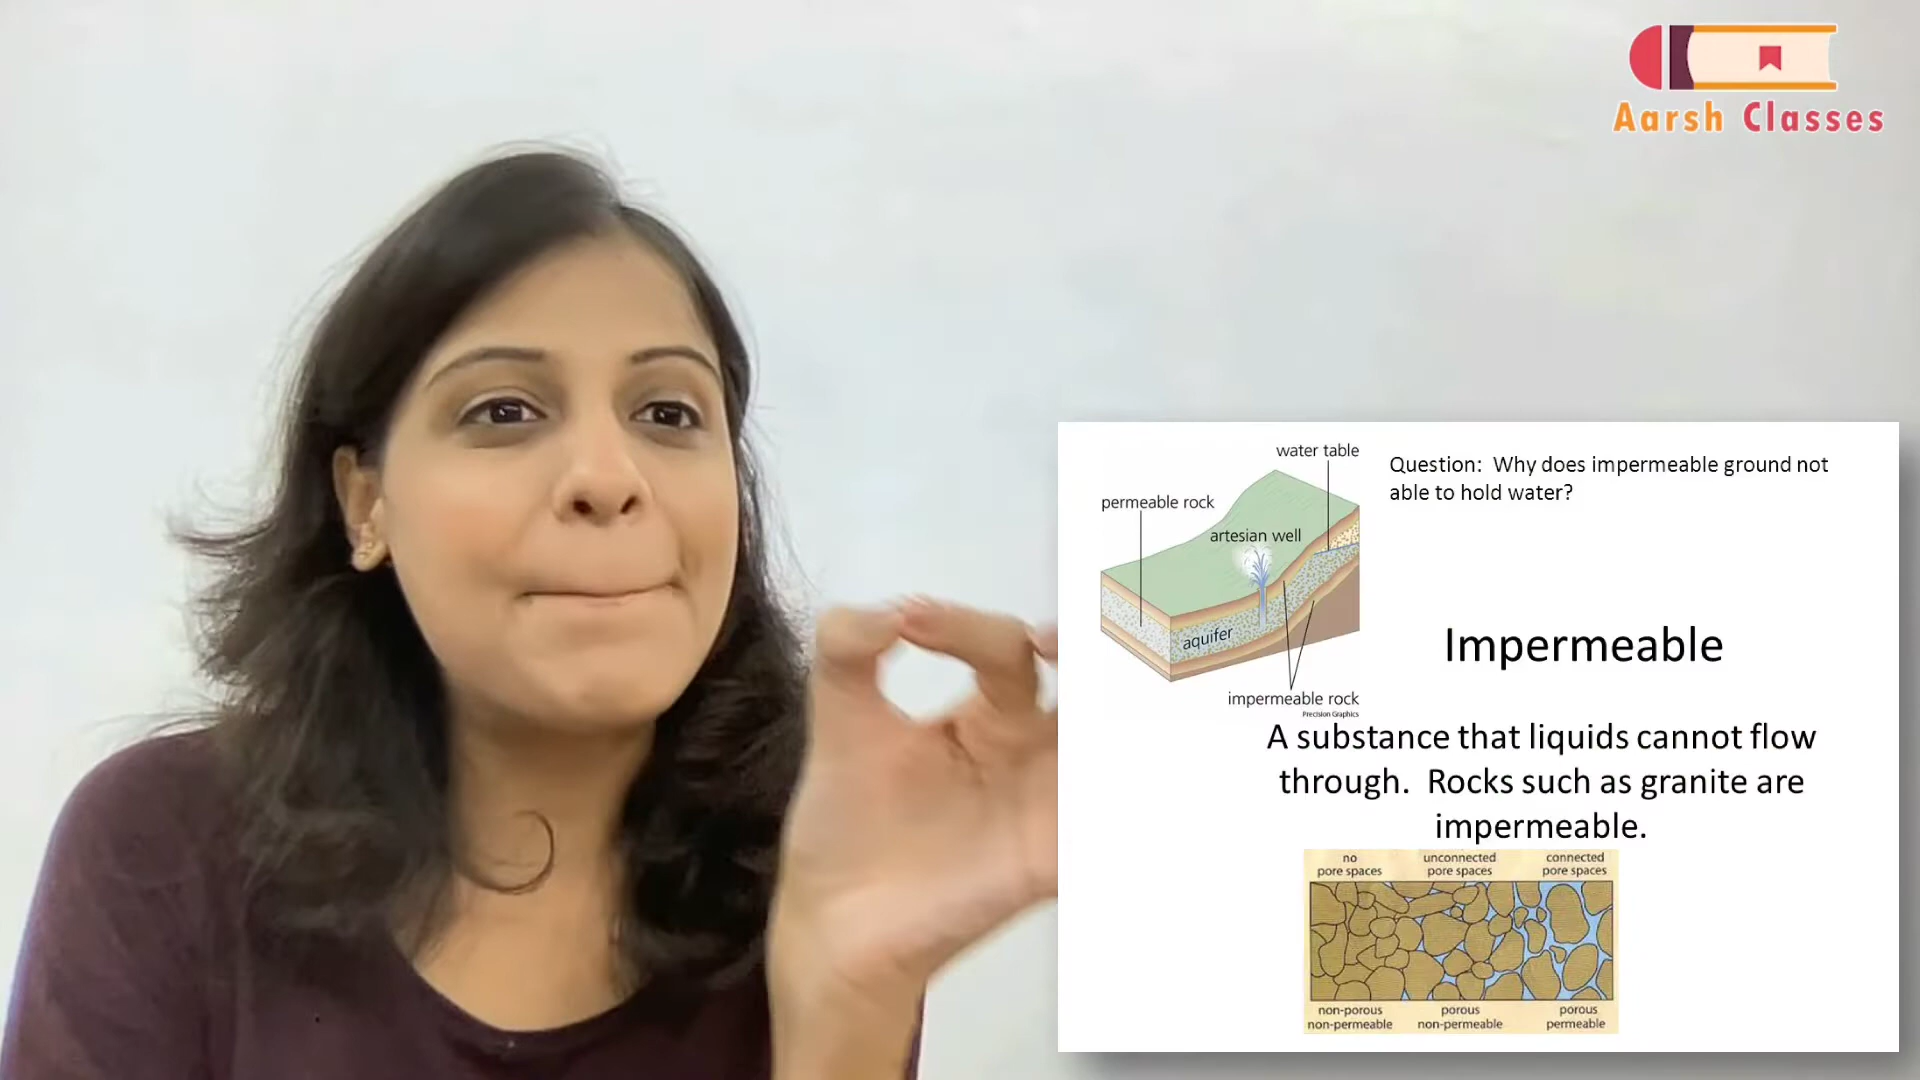 Aarsh Classes
water table
permeable rock
artesian well
aquifer
impermeable rock
Precision Graphics
Question: Why does impermeable ground not
able to hold water?
Impermeable
A substance that liquids cannot flow
through. Rocks such as granite are
impermeable.
no
pore spaces
unconnected
pore spaces
connected
pore spaces
non-porous
non-permeable
porous
non-permeable
porous
permeable